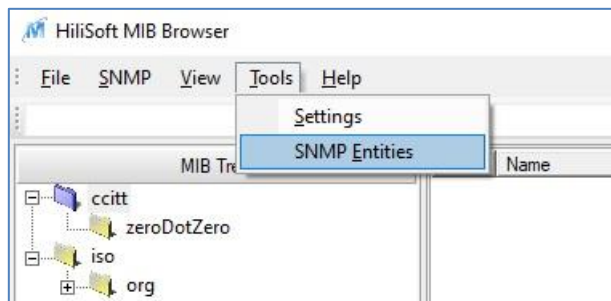 HiliSoft MIB Browser
File SNMP View Tools Help
Settings
SNMP Entities
MIB Tre
Name
ccitt
zeroDotZero
iso
org